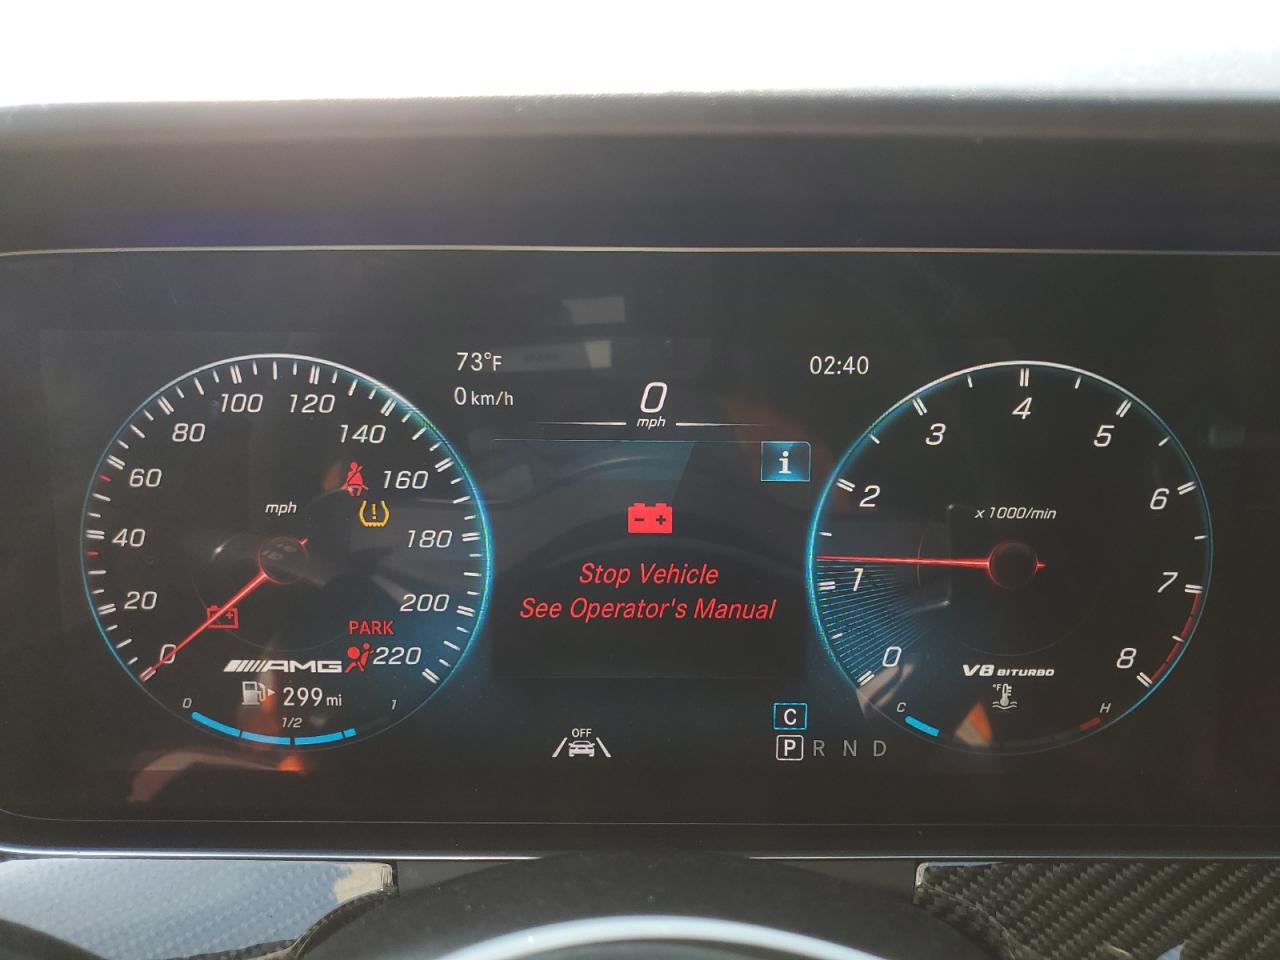 73°F
0 km/h
0
mph
02:40
0
20
40
60
80
100
120
140
160
180
200
220
mph
PARK
AMG
299 mi
0
1/2
1
i
Stop Vehicle
See Operator's Manual
OFF
C
P R N D
0
1
2
3
4
5
6
7
8
x 1000/min
V8 BITURBO
°F
C
H